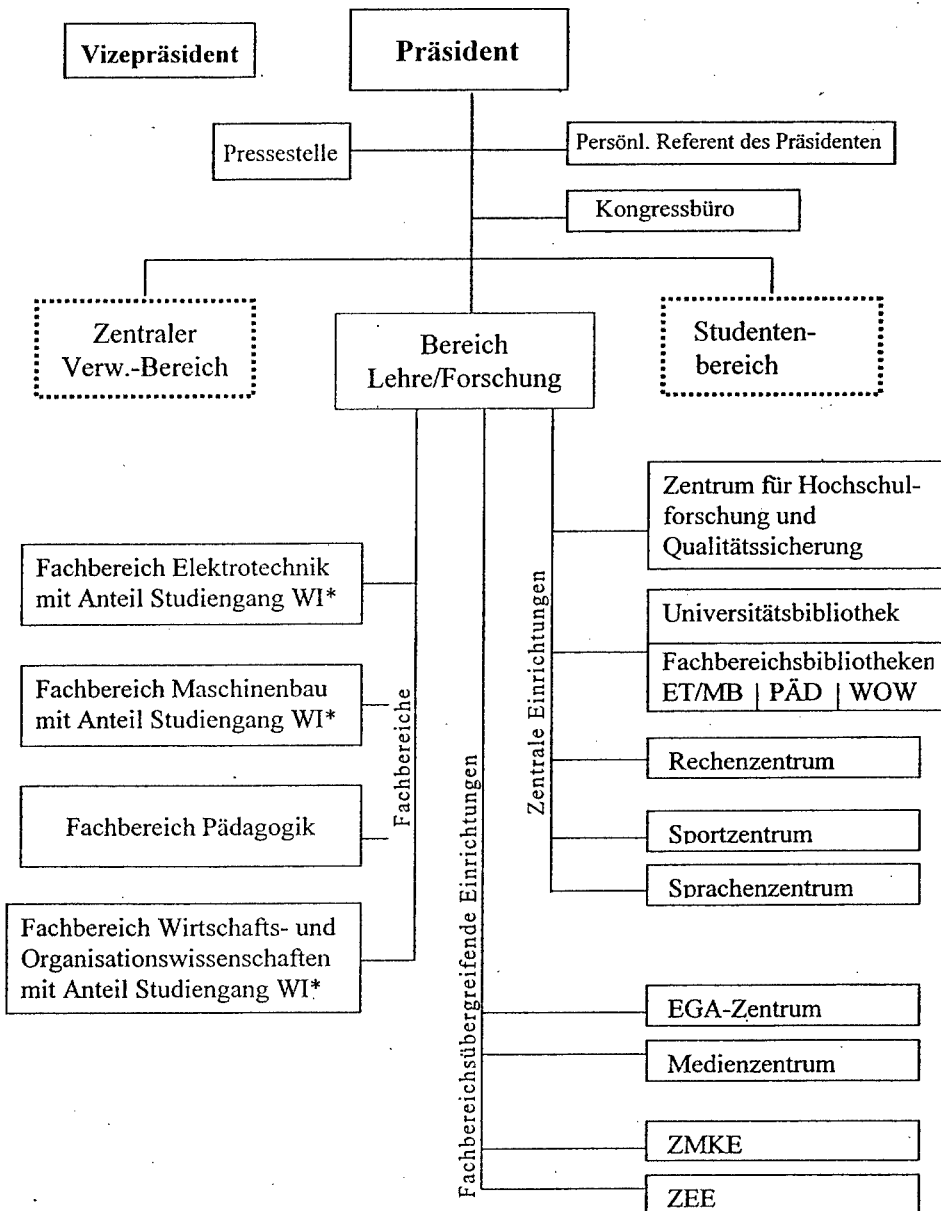 Vizepräsident
Präsident
Pressestelle
Persönl. Referent des Präsidenten
Kongressbüro
Zentraler
Verw.-Bereich
Bereich
Lehre/Forschung
Studenten-
bereich
Fachbereiche
Fachbereich Elektrotechnik
mit Anteil Studiengang WI*
Fachbereich Maschinenbau
mit Anteil Studiengang WI*
Fachbereich Pädagogik
Fachbereich Wirtschafts- und
Organisationswissenschaften
mit Anteil Studiengang WI*
Zentrale Einrichtungen
Zentrum für Hochschul-
forschung und
Qualitätssicherung
Universitätsbibliothek
Fachbereichsbibliotheken
ET/MB | PÄD | WOW
Rechenzentrum
Sportzentrum
Sprachenzentrum
Fachbereichsübergreifende Einrichtungen
EGA-Zentrum
Medienzentrum
ZMKE
ZEE